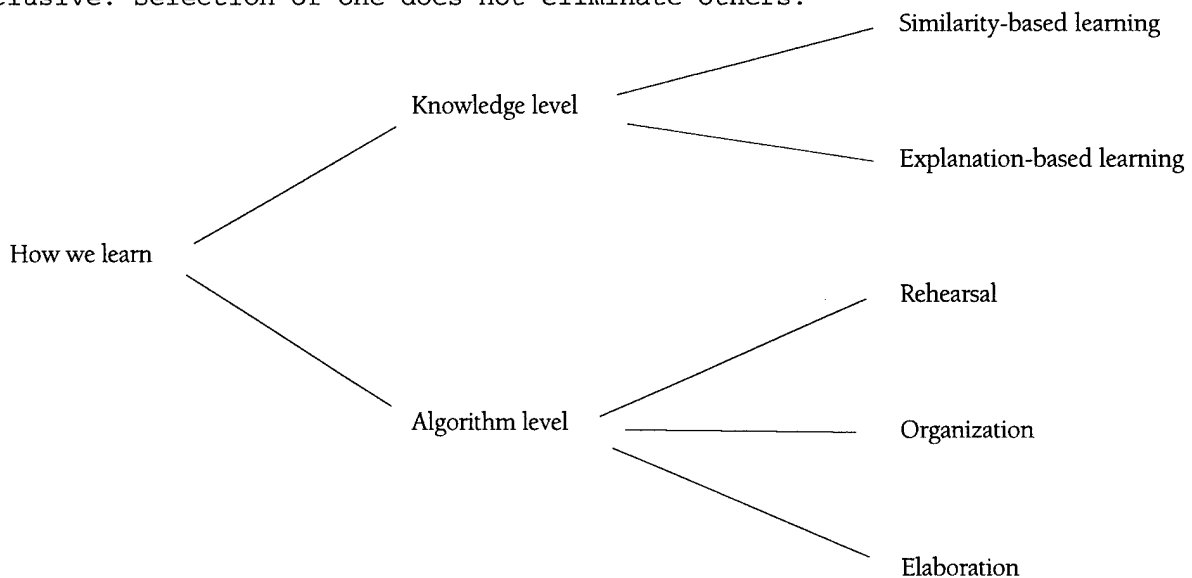 clusive. Selection of one does not eliminate others.
Similarity-based learning
Knowledge level
Explanation-based learning
How we learn
Rehearsal
Algorithm level
Organization
Elaboration